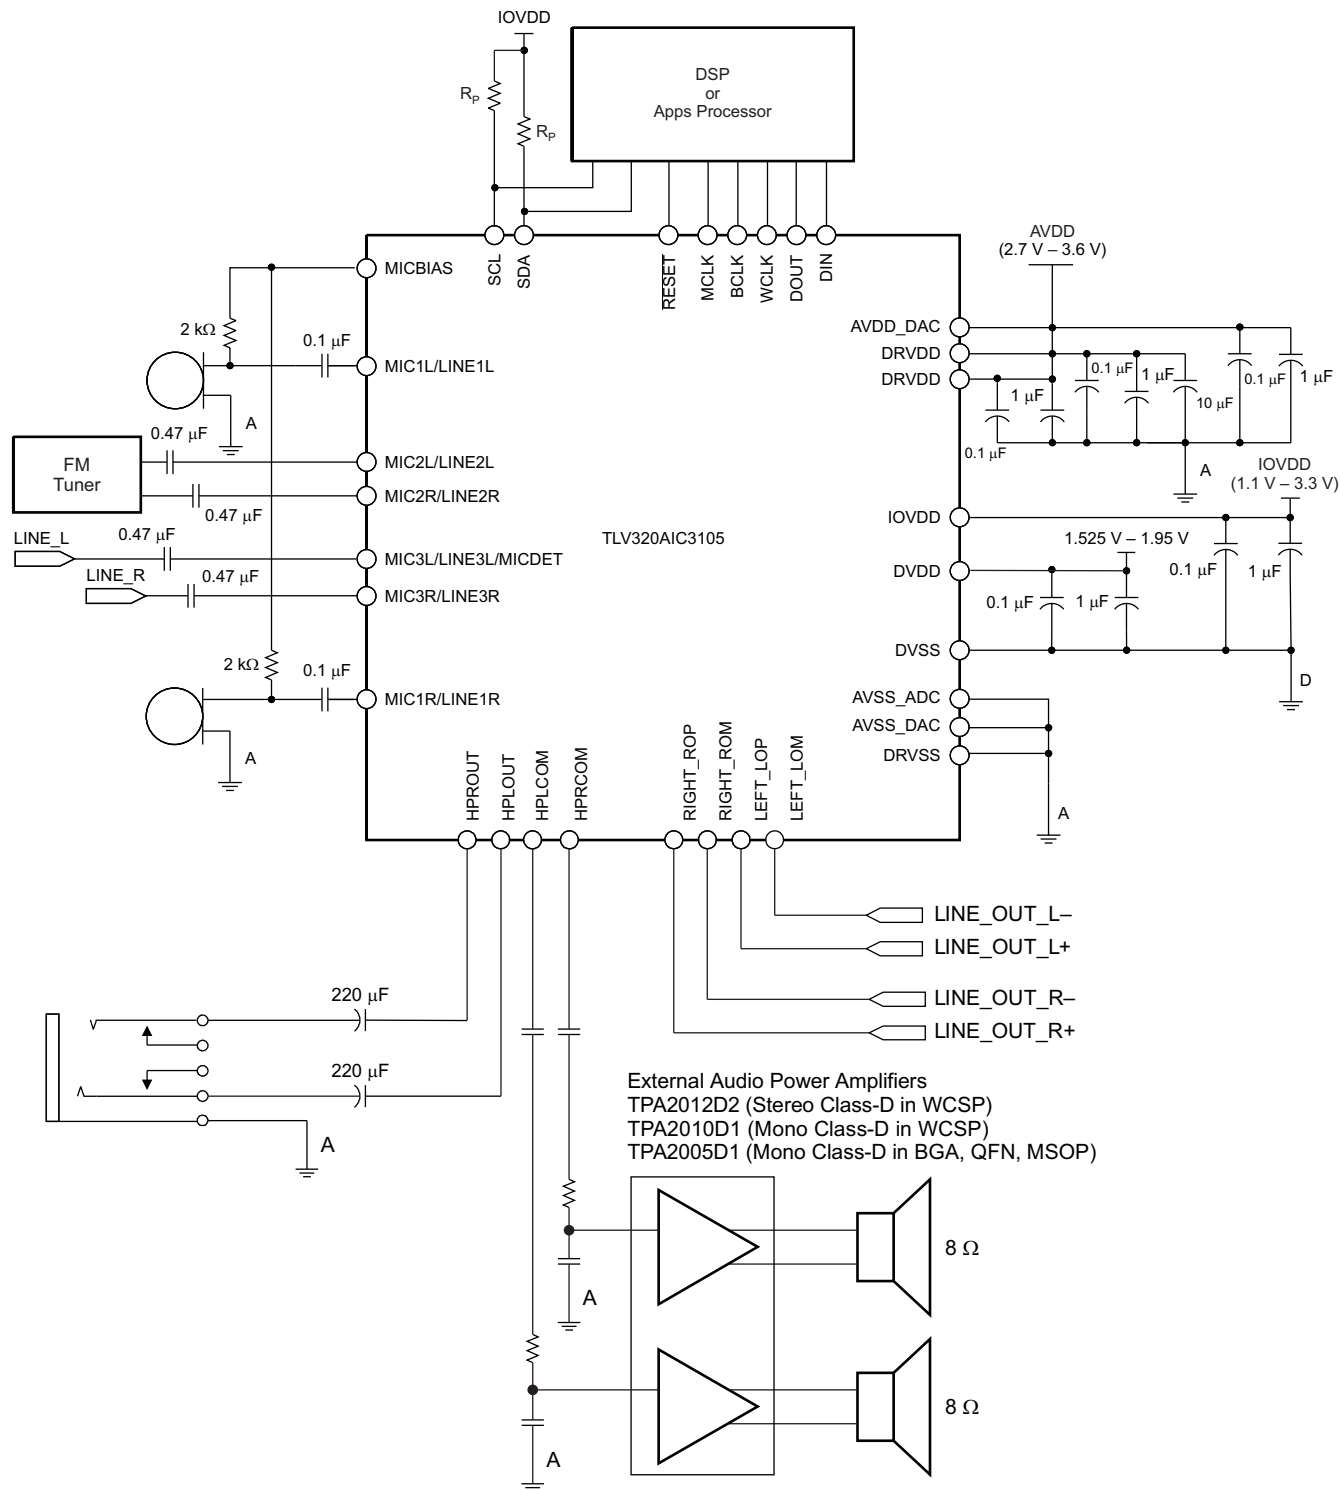 IOVDD
DSP
or
Apps Processor
RP
RP
SCL
SDA
RESET
MCLK
BCLK
WCLK
DOUT
DIN
AVDD
(2.7 V – 3.6 V)
MICBIAS
2 kΩ
0.1 μF
MIC1L/LINE1L
A
AVDD_DAC
DRVDD
DRVDD
0.1 μF
1 μF
1 μF
0.1 μF
10 μF
0.1 μF
1 μF
A
FM
Tuner
0.47 μF
MIC2L/LINE2L
MIC2R/LINE2R
0.47 μF
IOVDD
(1.1 V – 3.3 V)
IOVDD
LINE_L
0.47 μF
MIC3L/LINE3L/MICDET
TLV320AIC3105
1.525 V – 1.95 V
LINE_R
0.47 μF
MIC3R/LINE3R
DVDD
0.1 μF
1 μF
0.1 μF
1 μF
DVSS
D
2 kΩ
0.1 μF
MIC1R/LINE1R
A
AVSS_ADC
AVSS_DAC
DRVSS
A
HPROUT
HPLOUT
HPLCOM
HPRCOM
RIGHT_ROP
RIGHT_ROM
LEFT_LOP
LEFT_LOM
LINE_OUT_L–
LINE_OUT_L+
LINE_OUT_R–
LINE_OUT_R+
220 μF
220 μF
A
External Audio Power Amplifiers
TPA2012D2 (Stereo Class-D in WCSP)
TPA2010D1 (Mono Class-D in WCSP)
TPA2005D1 (Mono Class-D in BGA, QFN, MSOP)
8 Ω
A
8 Ω
A